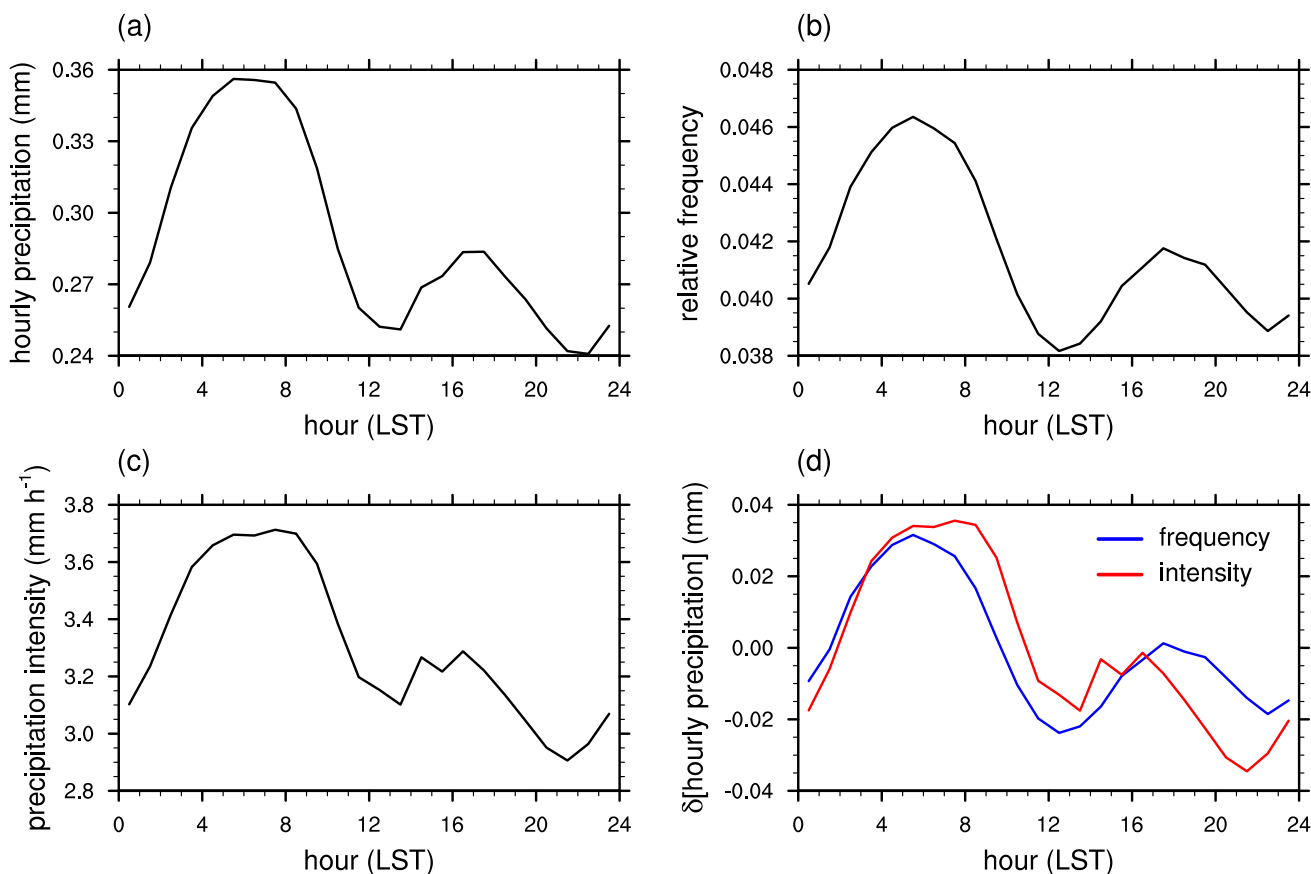 (a)
hourly precipitation (mm)
0.36
0.33
0.30
0.27
0.24
0 4 8 12 16 20 24
hour (LST)
(b)
relative frequency
0.048
0.046
0.044
0.042
0.040
0.038
0 4 8 12 16 20 24
hour (LST)
(c)
precipitation intensity (mm h⁻¹)
3.8
3.6
3.4
3.2
3.0
2.8
0 4 8 12 16 20 24
hour (LST)
(d)
δ[hourly precipitation] (mm)
0.04
0.02
0.00
-0.02
-0.04
frequency
intensity
0 4 8 12 16 20 24
hour (LST)